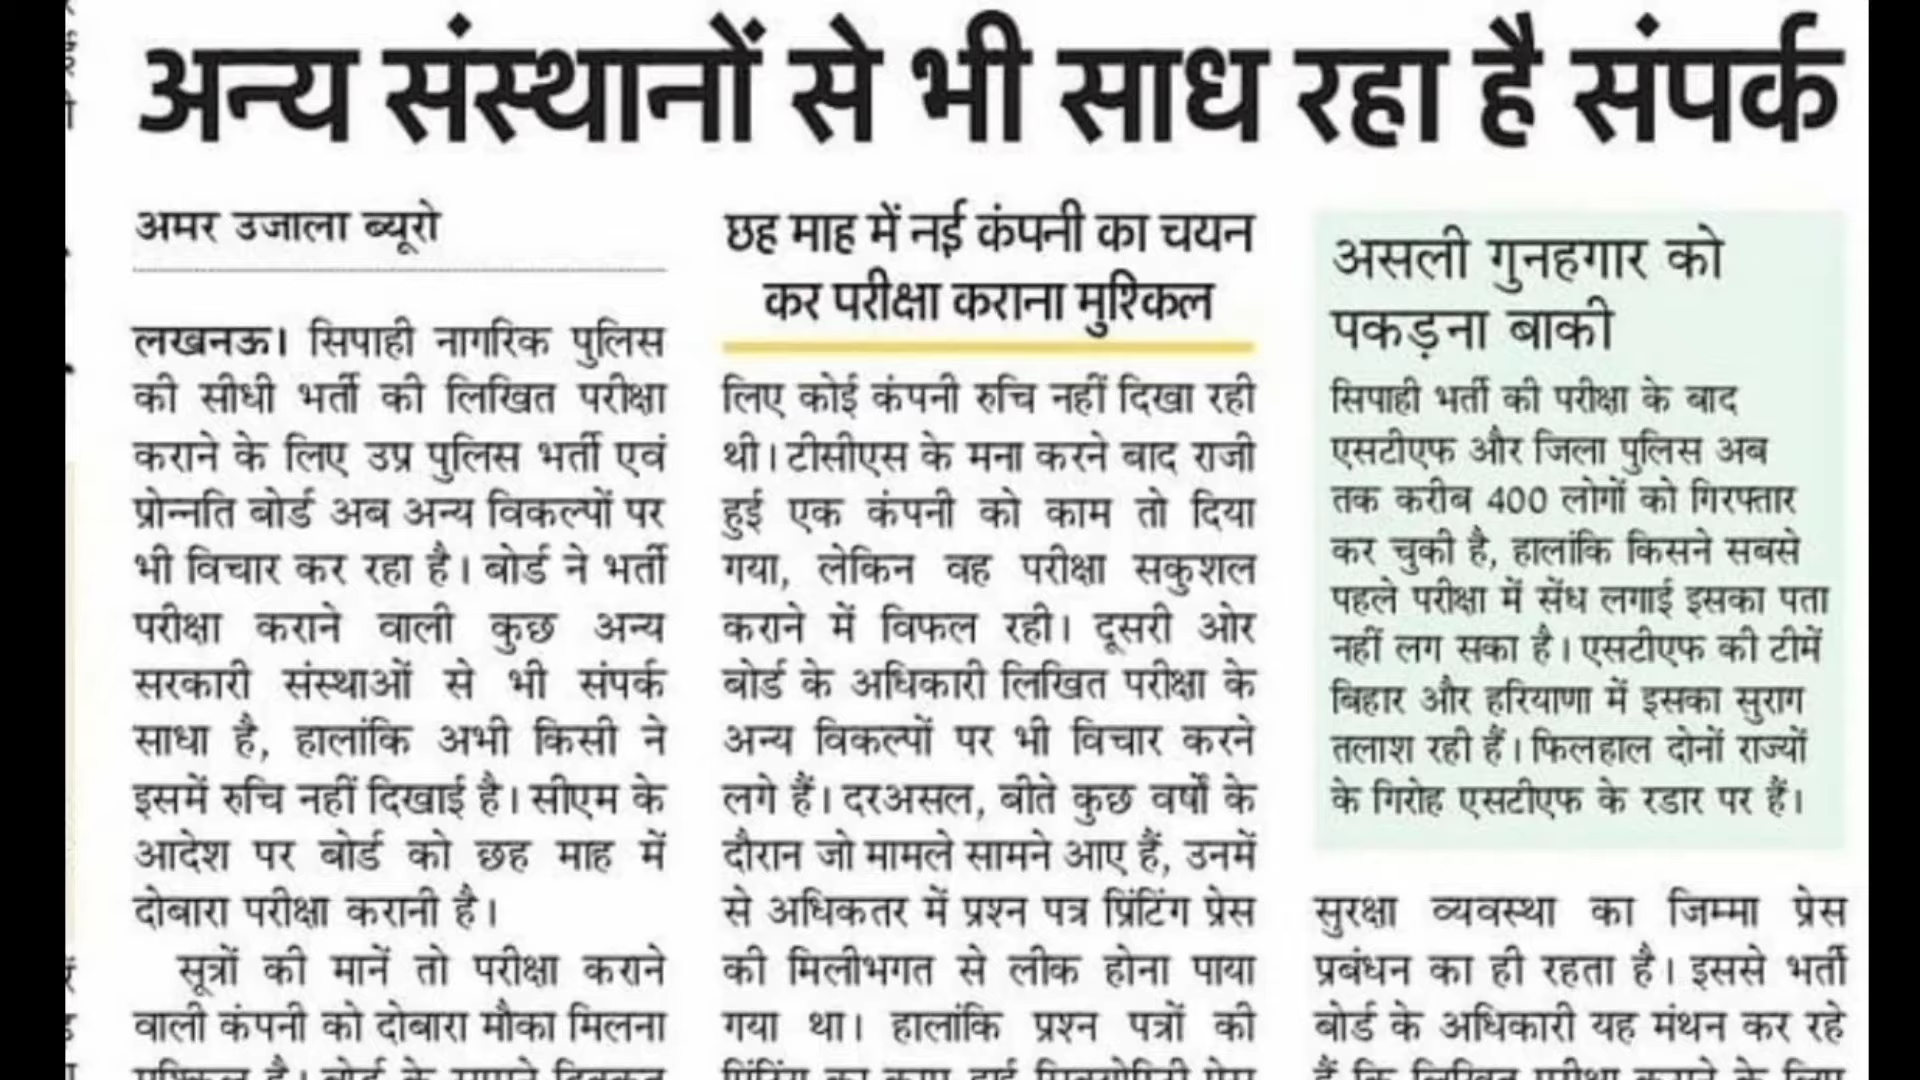 अन्य संस्थानों से भी साध रहा है संपर्क
अमर उजाला ब्यूरो
लखनऊ। सिपाही नागरिक पुलिस
की सीधी भर्ती की लिखित परीक्षा
कराने के लिए उप्र पुलिस भर्ती एवं
प्रोन्नति बोर्ड अब अन्य विकल्पों पर
भी विचार कर रहा है। बोर्ड ने भर्ती
परीक्षा कराने वाली कुछ अन्य
सरकारी संस्थाओं से भी संपर्क
साधा है, हालांकि अभी किसी ने
इसमें रुचि नहीं दिखाई है। सीएम के
आदेश पर बोर्ड को छह माह में
दोबारा परीक्षा करानी है।
सूत्रों की मानें तो परीक्षा कराने
वाली कंपनी को दोबारा मौका मिलना
छह माह में नई कंपनी का चयन
कर परीक्षा कराना मुश्किल
लिए कोई कंपनी रुचि नहीं दिखा रही
थी। टीसीएस के मना करने बाद राजी
हुई एक कंपनी को काम तो दिया
गया, लेकिन वह परीक्षा सकुशल
कराने में विफल रही। दूसरी ओर
बोर्ड के अधिकारी लिखित परीक्षा के
अन्य विकल्पों पर भी विचार करने
लगे हैं। दरअसल, बीते कुछ वर्षों के
दौरान जो मामले सामने आए हैं, उनमें
से अधिकतर में प्रश्न पत्र प्रिंटिंग प्रेस
की मिलीभगत से लीक होना पाया
गया था। हालांकि प्रश्न पत्रों की
असली गुनहगार को
पकड़ना बाकी
सिपाही भर्ती की परीक्षा के बाद
एसटीएफ और जिला पुलिस अब
तक करीब 400 लोगों को गिरफ्तार
कर चुकी है, हालांकि किसने सबसे
पहले परीक्षा में सेंध लगाई इसका पता
नहीं लग सका है। एसटीएफ की टीमें
बिहार और हरियाणा में इसका सुराग
तलाश रही हैं। फिलहाल दोनों राज्यों
के गिरोह एसटीएफ के रडार पर हैं।
सुरक्षा व्यवस्था का जिम्मा प्रेस
प्रबंधन का ही रहता है। इससे भर्ती
बोर्ड के अधिकारी यह मंथन कर रहे